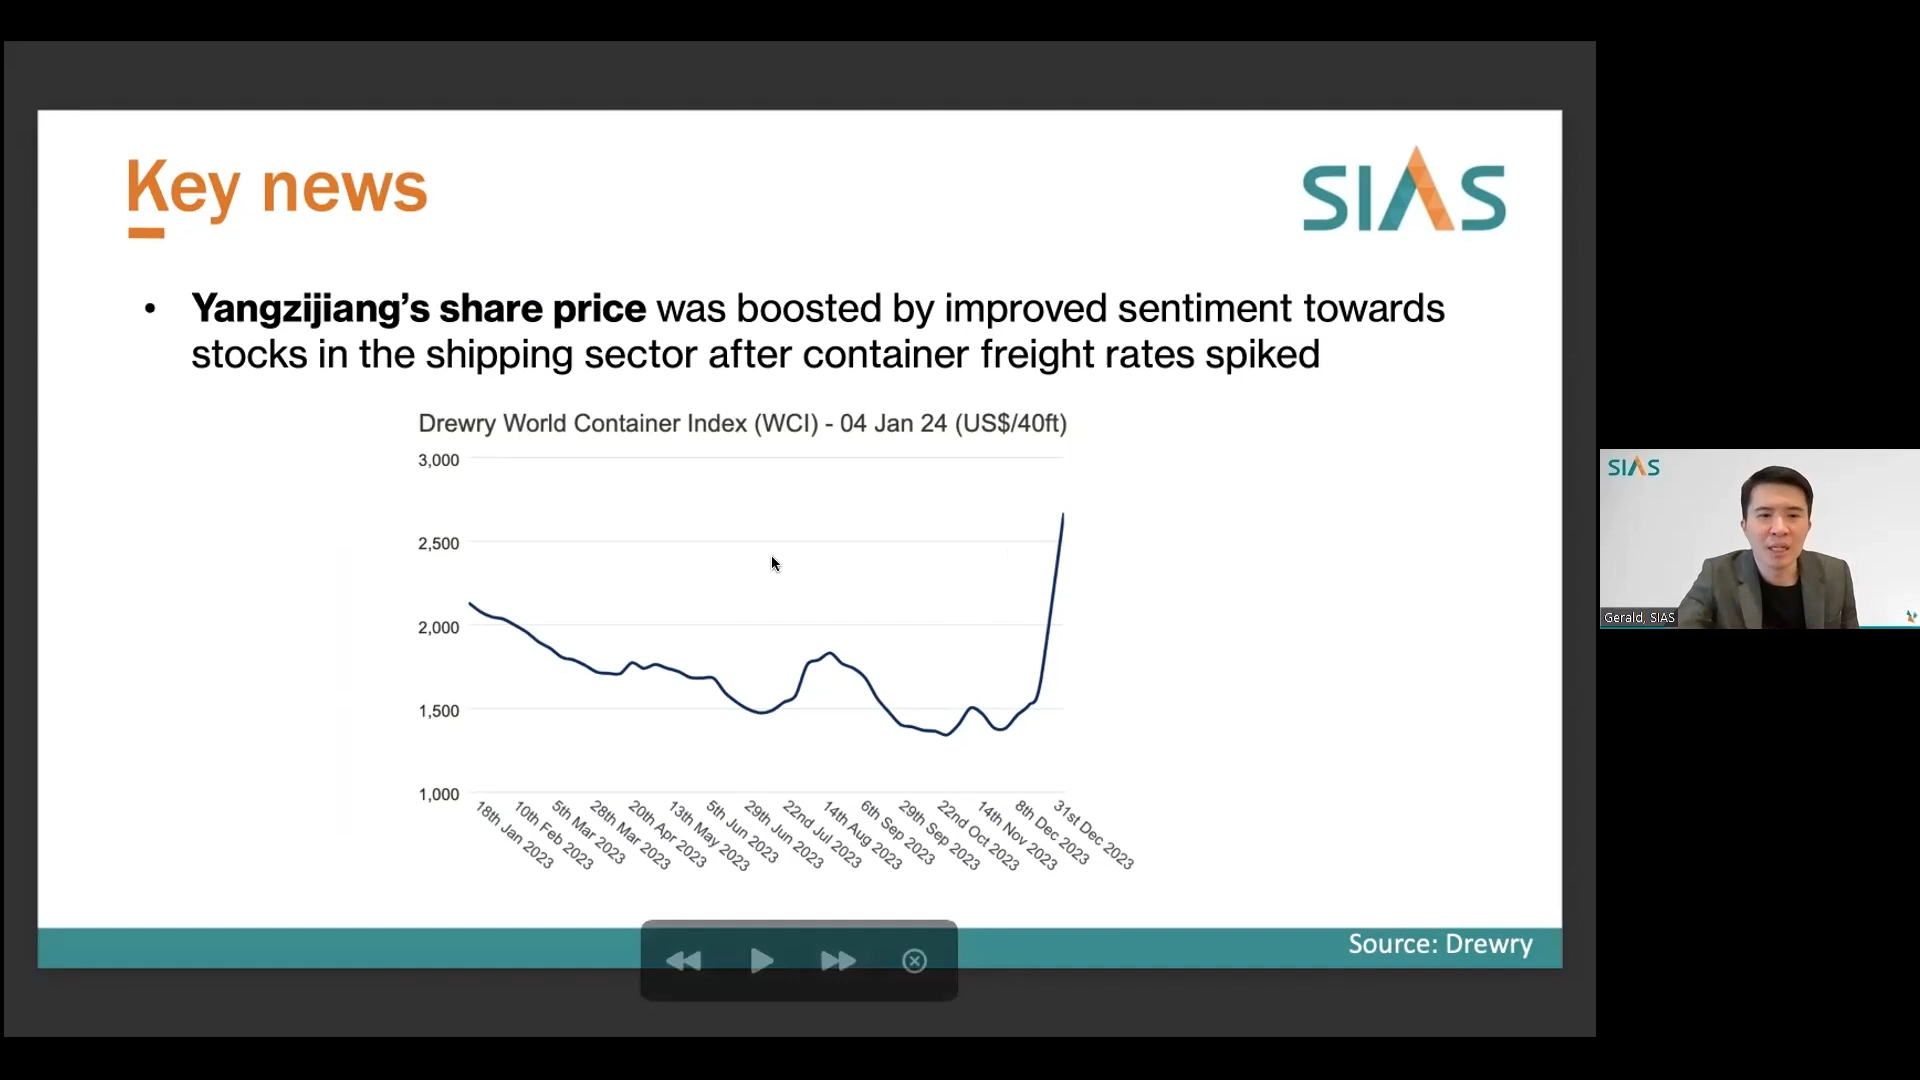 Key news
SIAS
• Yangzijiang’s share price was boosted by improved sentiment towards
stocks in the shipping sector after container freight rates spiked
Drewry World Container Index (WCI) - 04 Jan 24 (US$/40ft)
3,000
2,500
2,000
1,500
1,000
18th Jan 2023
10th Feb 2023
5th Mar 2023
28th Mar 2023
20th Apr 2023
13th May 2023
5th Jun 2023
29th Jun 2023
22nd Jul 2023
14th Aug 2023
6th Sep 2023
29th Sep 2023
22nd Oct 2023
14th Nov 2023
8th Dec 2023
31st Dec 2023
Source: Drewry
SIAS
Gerald, SIAS